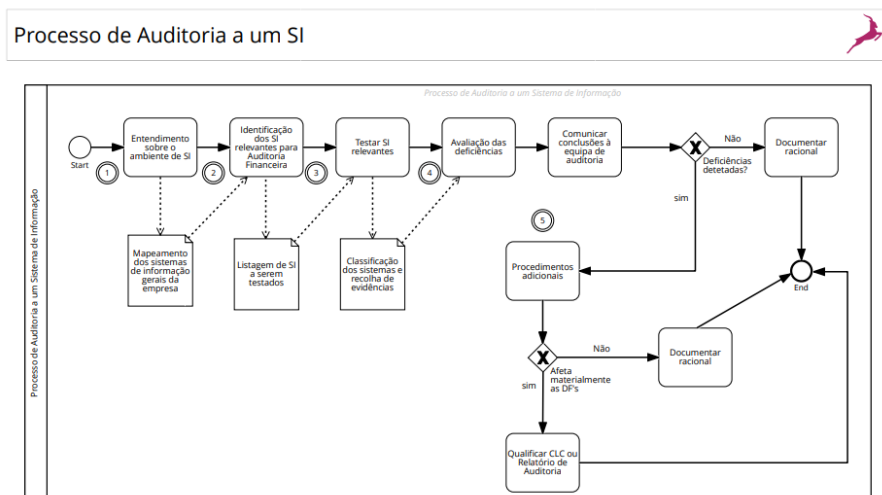 Processo de Auditoria a um SI
Processo de Auditoria a um Sistema de Informação
Processo de Auditoria a um Sistema de Informação
Start
1
Entendimento
sobre o
ambiente de SI
2
Identificação
dos SI
relevantes para
Auditoria
Financeira
3
Testar SI
relevantes
4
Avaliação das
deficiências
Comunicar
conclusões à
equipa de
auditoria
Não
Deficiências
detetadas?
sim
Documentar
racional
Mapeamento
dos sistemas
de informação
gerais da
empresa
Listagem de SI
a serem
testados
Classificação
dos sistemas e
recolha de
evidências
5
Procedimentos
adicionais
End
Não
Afeta
materialmente
as DF's
sim
Documentar
racional
Qualificar CLC ou
Relatório de
Auditoria